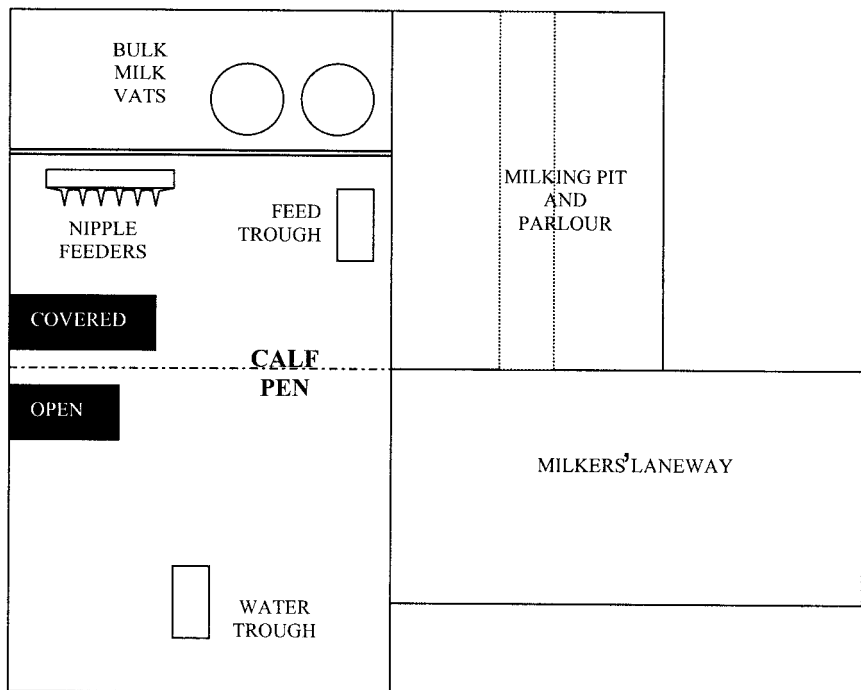 BULK
MILK
VATS
MILKING PIT
AND
PARLOUR
NIPPLE
FEEDERS
FEED
TROUGH
COVERED
CALF
PEN
OPEN
MILKERS' LANEWAY
WATER
TROUGH